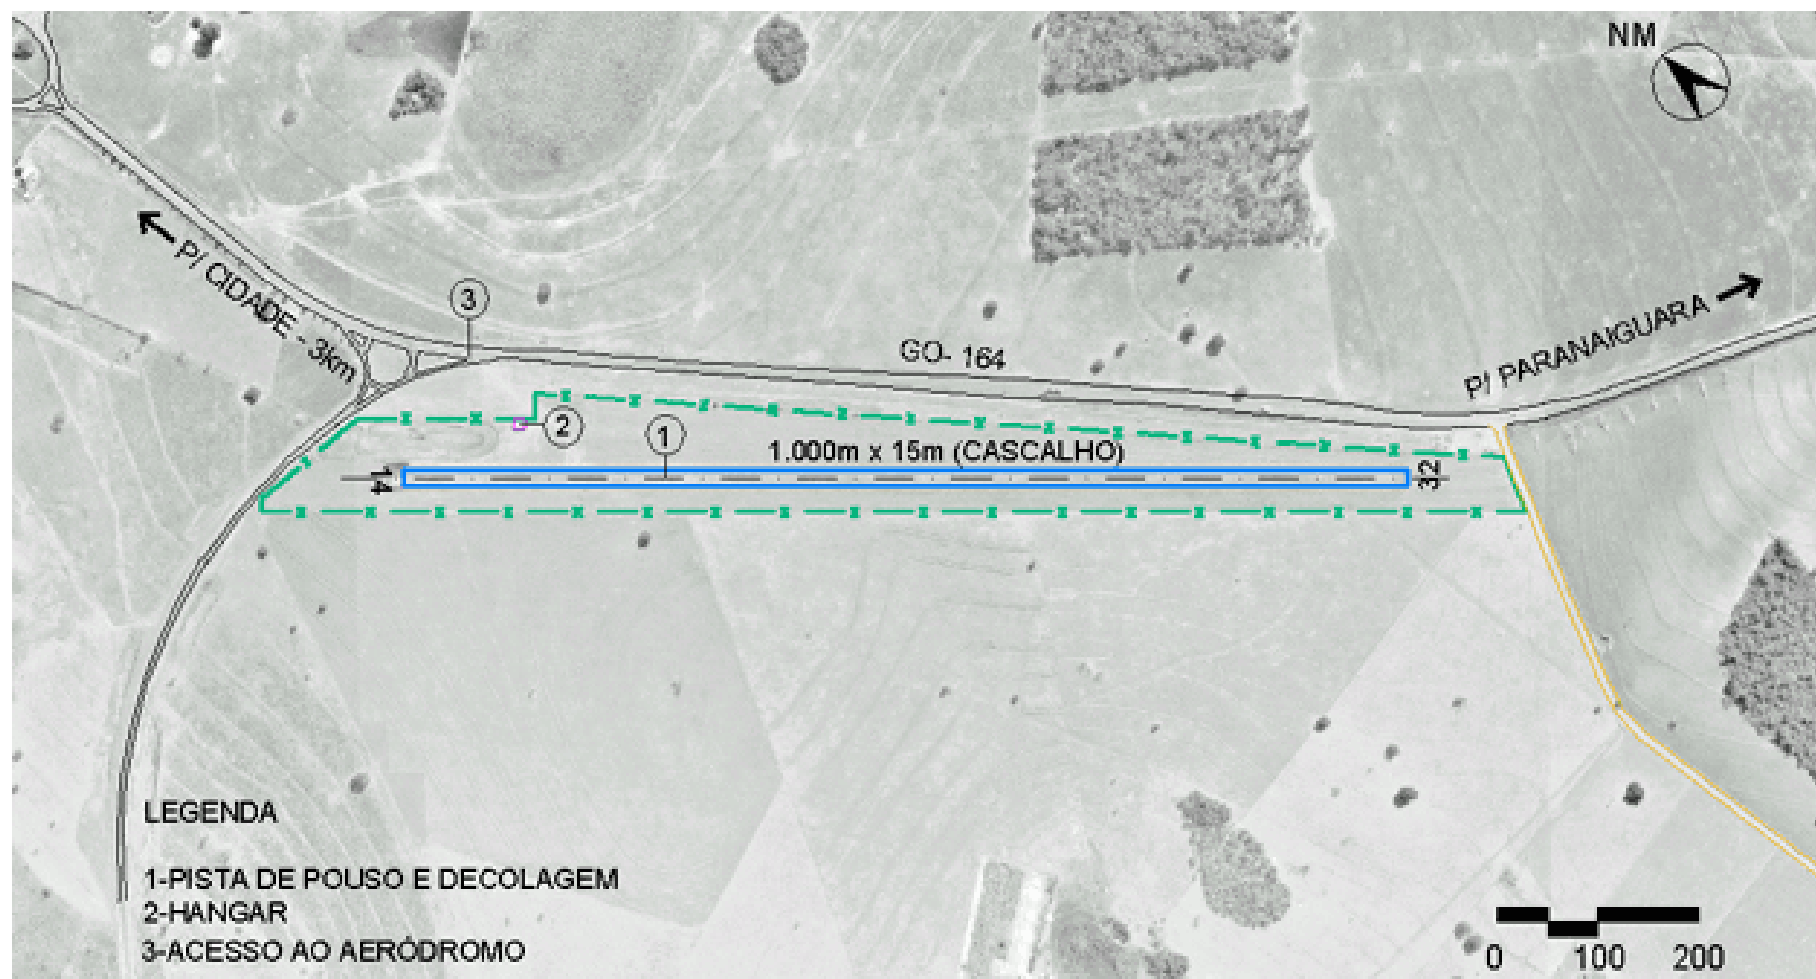 NM
P/ CIDADE - 3km
3
GO- 164
P/ PARANAIGUARA
2
1
1.000m x 15m (CASCALHO)
14
32
LEGENDA
1-PISTA DE POUSO E DECOLAGEM
2-HANGAR
3-ACESSO AO AERÓDROMO
0 100 200